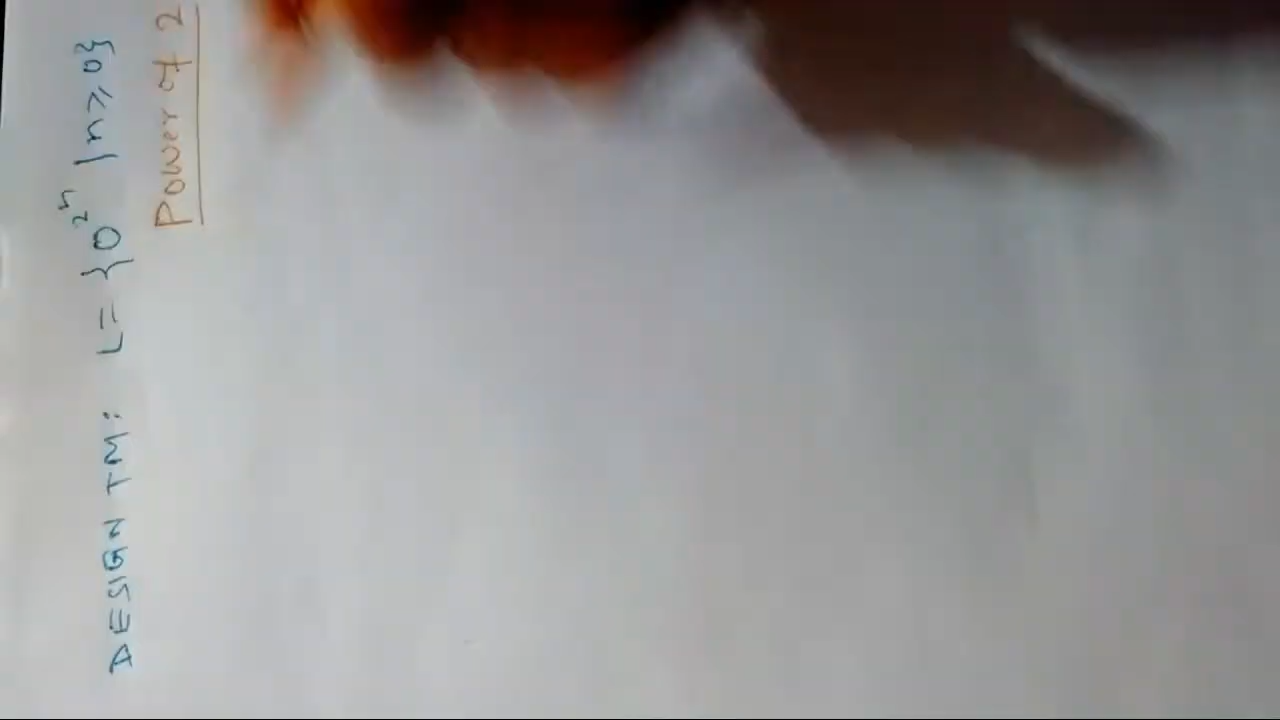 DESIGN TM: L = {0^2^n | n ≥ 0}
Power of 2